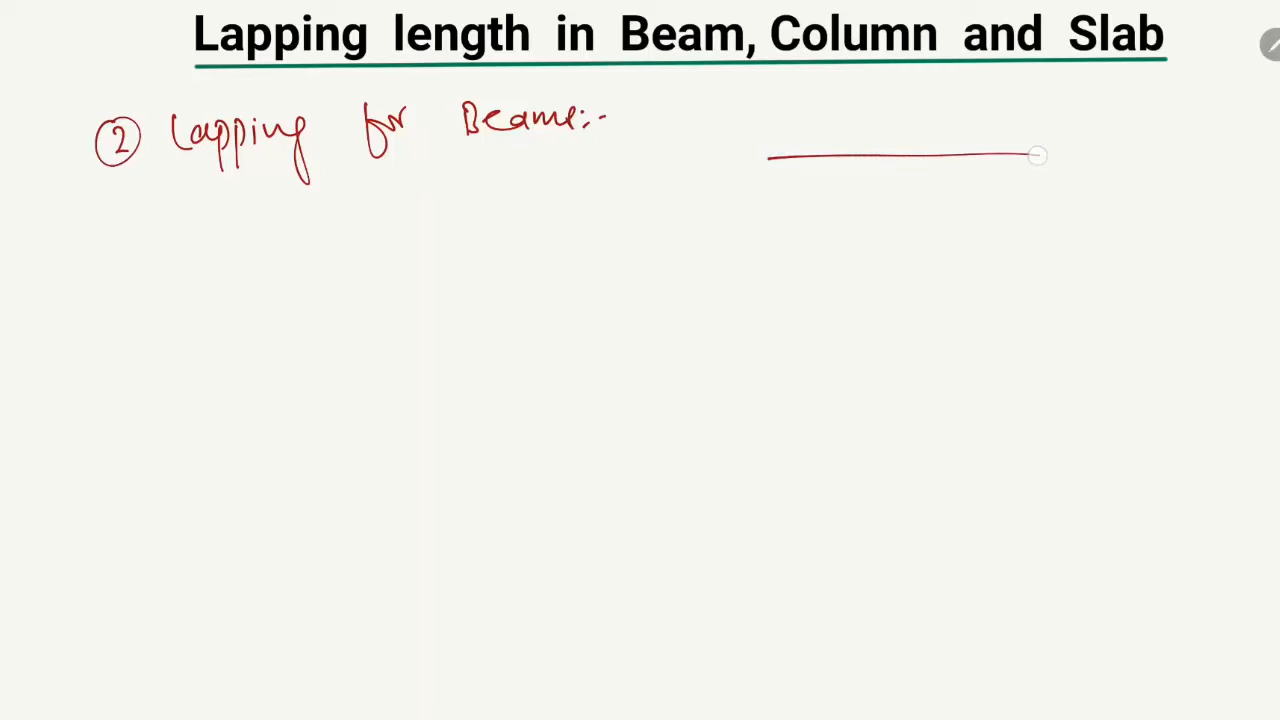 Lapping length in Beam, Column and Slab
② Lapping for Beams:-